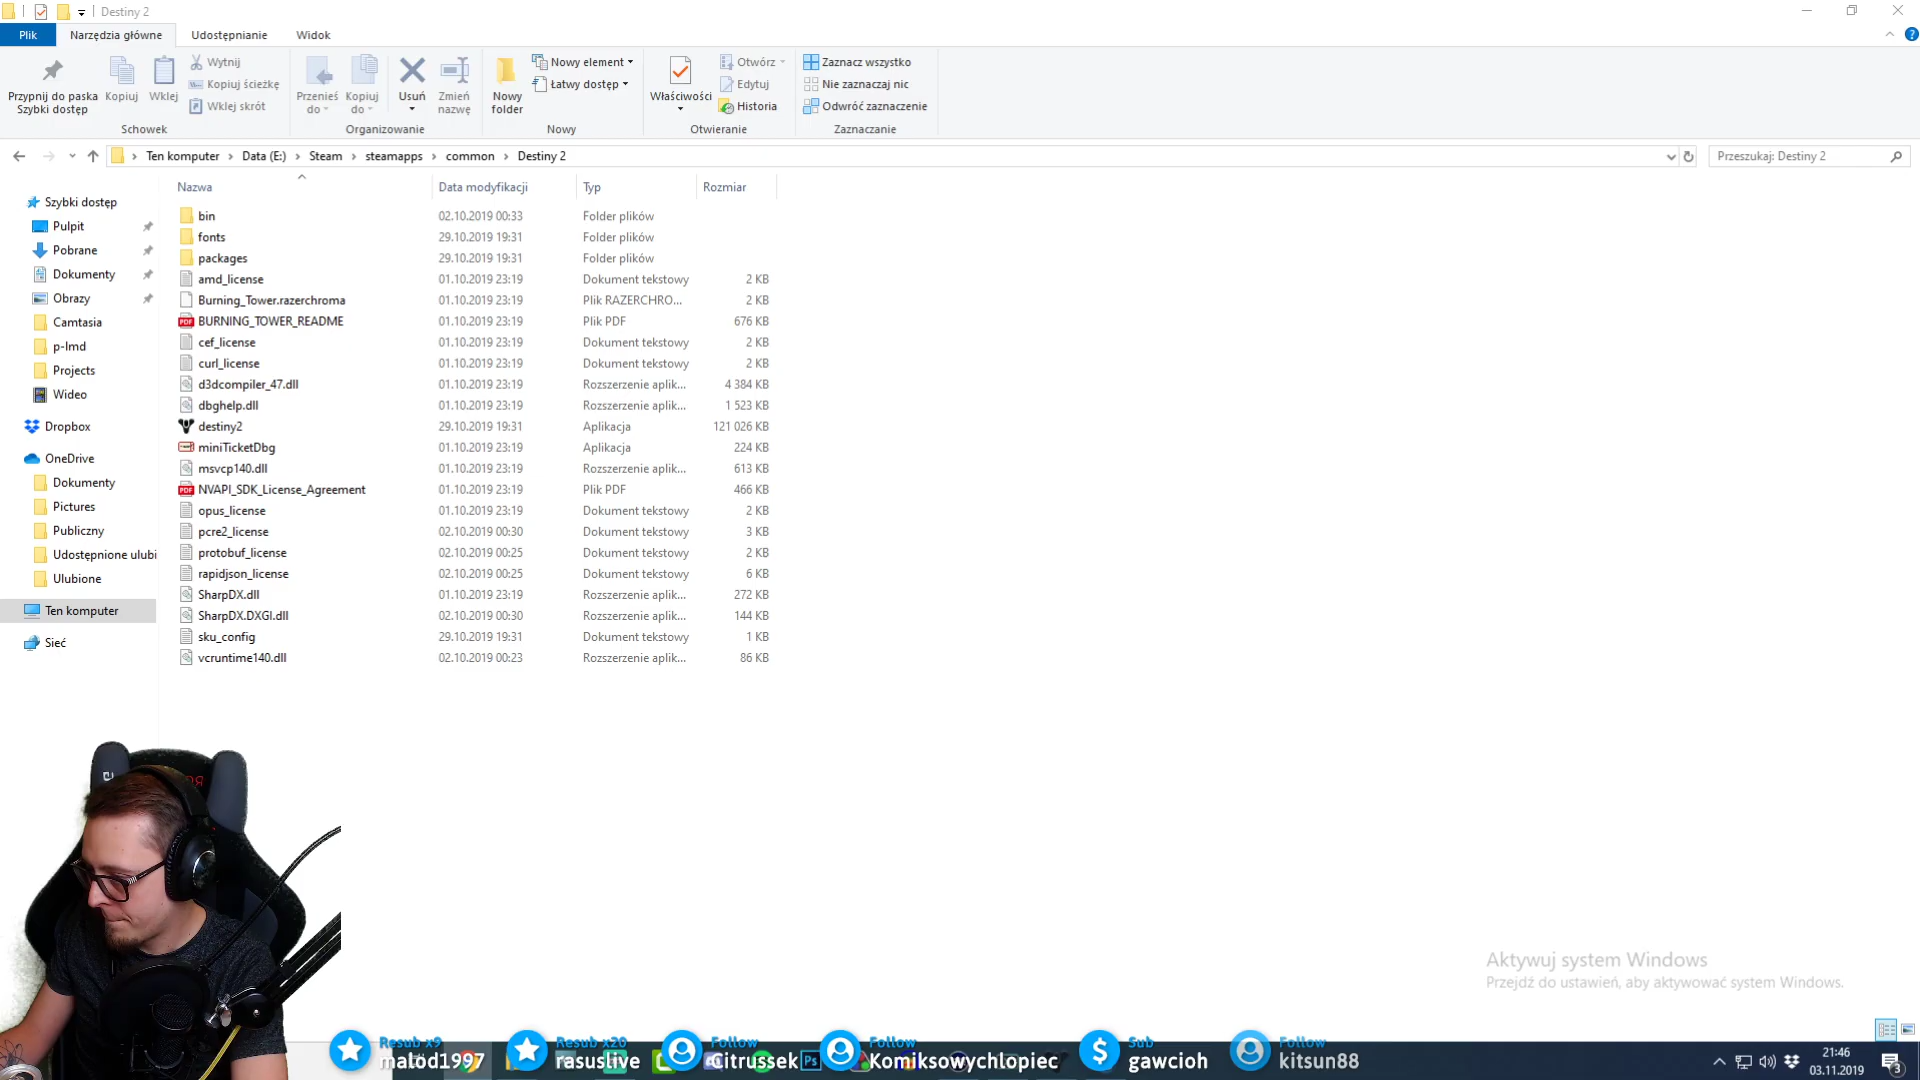 Destiny 2
Plik Narzędzia główne Udostępnianie Widok
Przypnij do paska Szybki dostęp
Kopiuj
Wklej
Wytnij
Kopiuj ścieżkę
Wklej skrót
Schowek
Przenieś do
Kopiuj do
Usuń
Zmień nazwę
Organizowanie
Nowy folder
Nowy element
Łatwy dostęp
Nowy
Właściwości
Otwórz
Edytuj
Historia
Otwieranie
Zaznacz wszystko
Nie zaznaczaj nic
Odwróć zaznaczenie
Zaznaczanie
Ten komputer > Data (E:) > Steam > steamapps > common > Destiny 2
Przeszukaj: Destiny 2
Szybki dostęp
Pulpit
Pobrane
Dokumenty
Obrazy
Camtasia
p-lmd
Projects
Wideo
Dropbox
OneDrive
Dokumenty
Pictures
Publiczny
Udostępnione ulubi
Ulubione
Ten komputer
Sieć
Nazwa Data modyfikacji Typ Rozmiar
bin 02.10.2019 00:33 Folder plików
fonts 29.10.2019 19:31 Folder plików
packages 29.10.2019 19:31 Folder plików
amd_license 01.10.2019 23:19 Dokument tekstowy 2 KB
Burning_Tower.razerchroma 01.10.2019 23:19 Plik RAZERCHRO... 2 KB
BURNING_TOWER_README 01.10.2019 23:19 Plik PDF 676 KB
cef_license 01.10.2019 23:19 Dokument tekstowy 2 KB
curl_license 01.10.2019 23:19 Dokument tekstowy 2 KB
d3dcompiler_47.dll 01.10.2019 23:19 Rozszerzenie aplik... 4 384 KB
dbghelp.dll 01.10.2019 23:19 Rozszerzenie aplik... 1 523 KB
destiny2 29.10.2019 19:31 Aplikacja 121 026 KB
miniTicketDbg 01.10.2019 23:19 Aplikacja 224 KB
msvcp140.dll 01.10.2019 23:19 Rozszerzenie aplik... 613 KB
NVAPI_SDK_License_Agreement 01.10.2019 23:19 Plik PDF 466 KB
opus_license 01.10.2019 23:19 Dokument tekstowy 2 KB
pcre2_license 02.10.2019 00:30 Dokument tekstowy 3 KB
protobuf_license 02.10.2019 00:25 Dokument tekstowy 2 KB
rapidjson_license 02.10.2019 00:25 Dokument tekstowy 6 KB
SharpDX.dll 01.10.2019 23:19 Rozszerzenie aplik... 272 KB
SharpDX.DXGI.dll 02.10.2019 00:30 Rozszerzenie aplik... 144 KB
sku_config 29.10.2019 19:31 Dokument tekstowy 1 KB
vcruntime140.dll 02.10.2019 00:23 Rozszerzenie aplik... 86 KB
Aktywuj system Windows
Przejdź do ustawień, aby aktywować system Windows.
Resub x9
malod1997
Resub x20
rasuslive
Follow
Citrussek
Ps
Follow
Komiksowychlopiec
Sub
gawcioh
Follow
kitsun88
21:46
03.11.2019
3